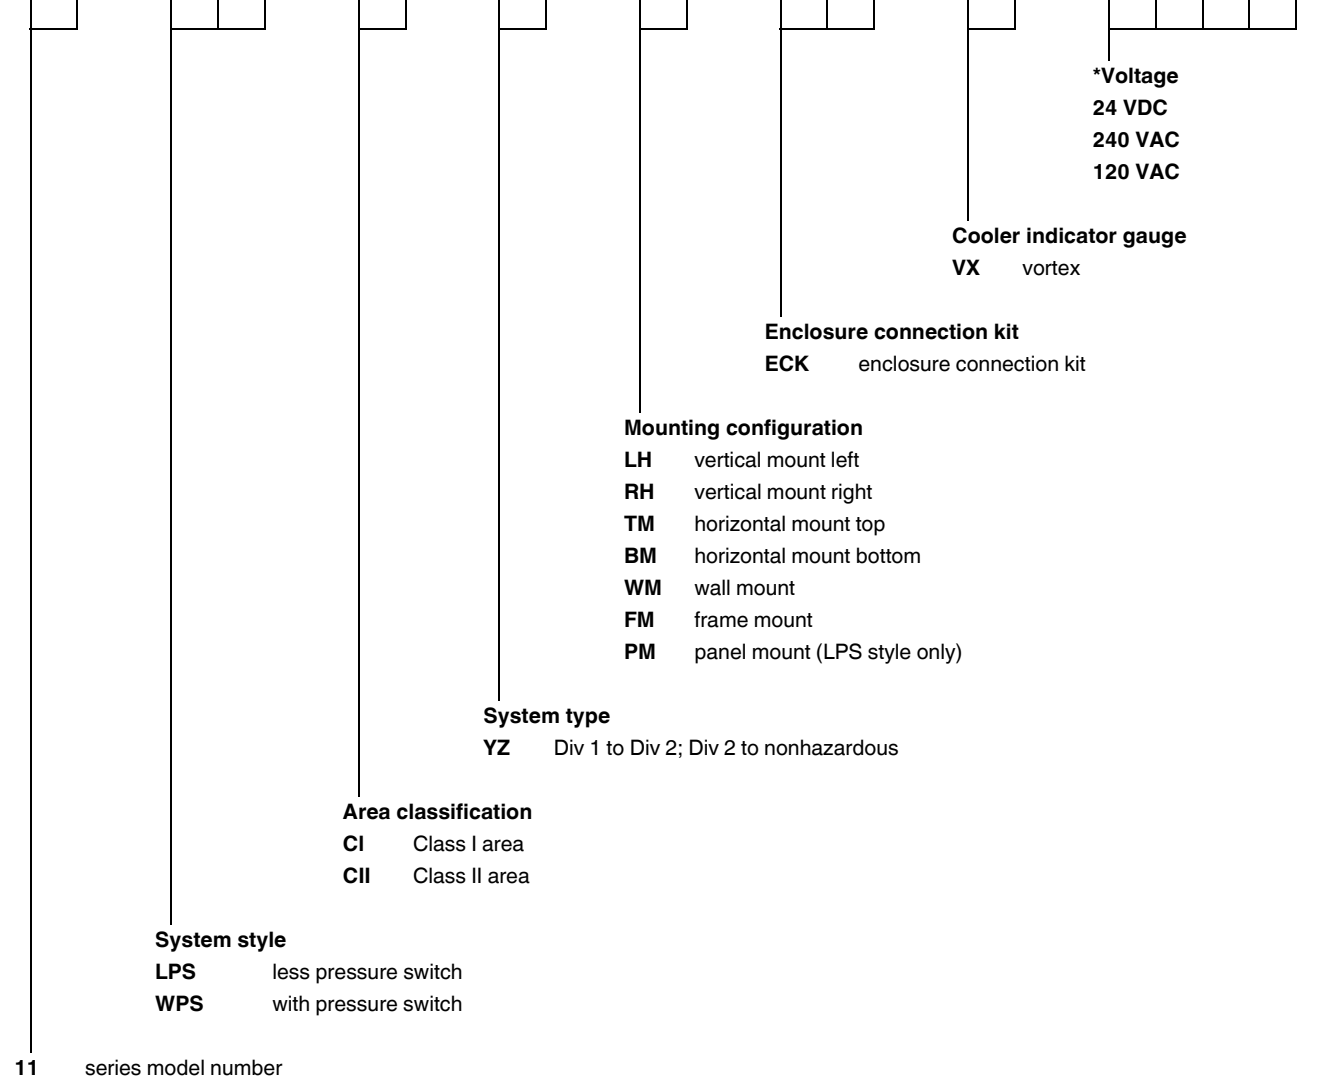 *Voltage
24 VDC
240 VAC
120 VAC
Cooler indicator gauge
VX vortex
Enclosure connection kit
ECK enclosure connection kit
Mounting configuration
LH vertical mount left
RH vertical mount right
TM horizontal mount top
BM horizontal mount bottom
WM wall mount
FM frame mount
PM panel mount (LPS style only)
System type
YZ Div 1 to Div 2; Div 2 to nonhazardous
Area classification
CI Class I area
CII Class II area
System style
LPS less pressure switch
WPS with pressure switch
11 series model number